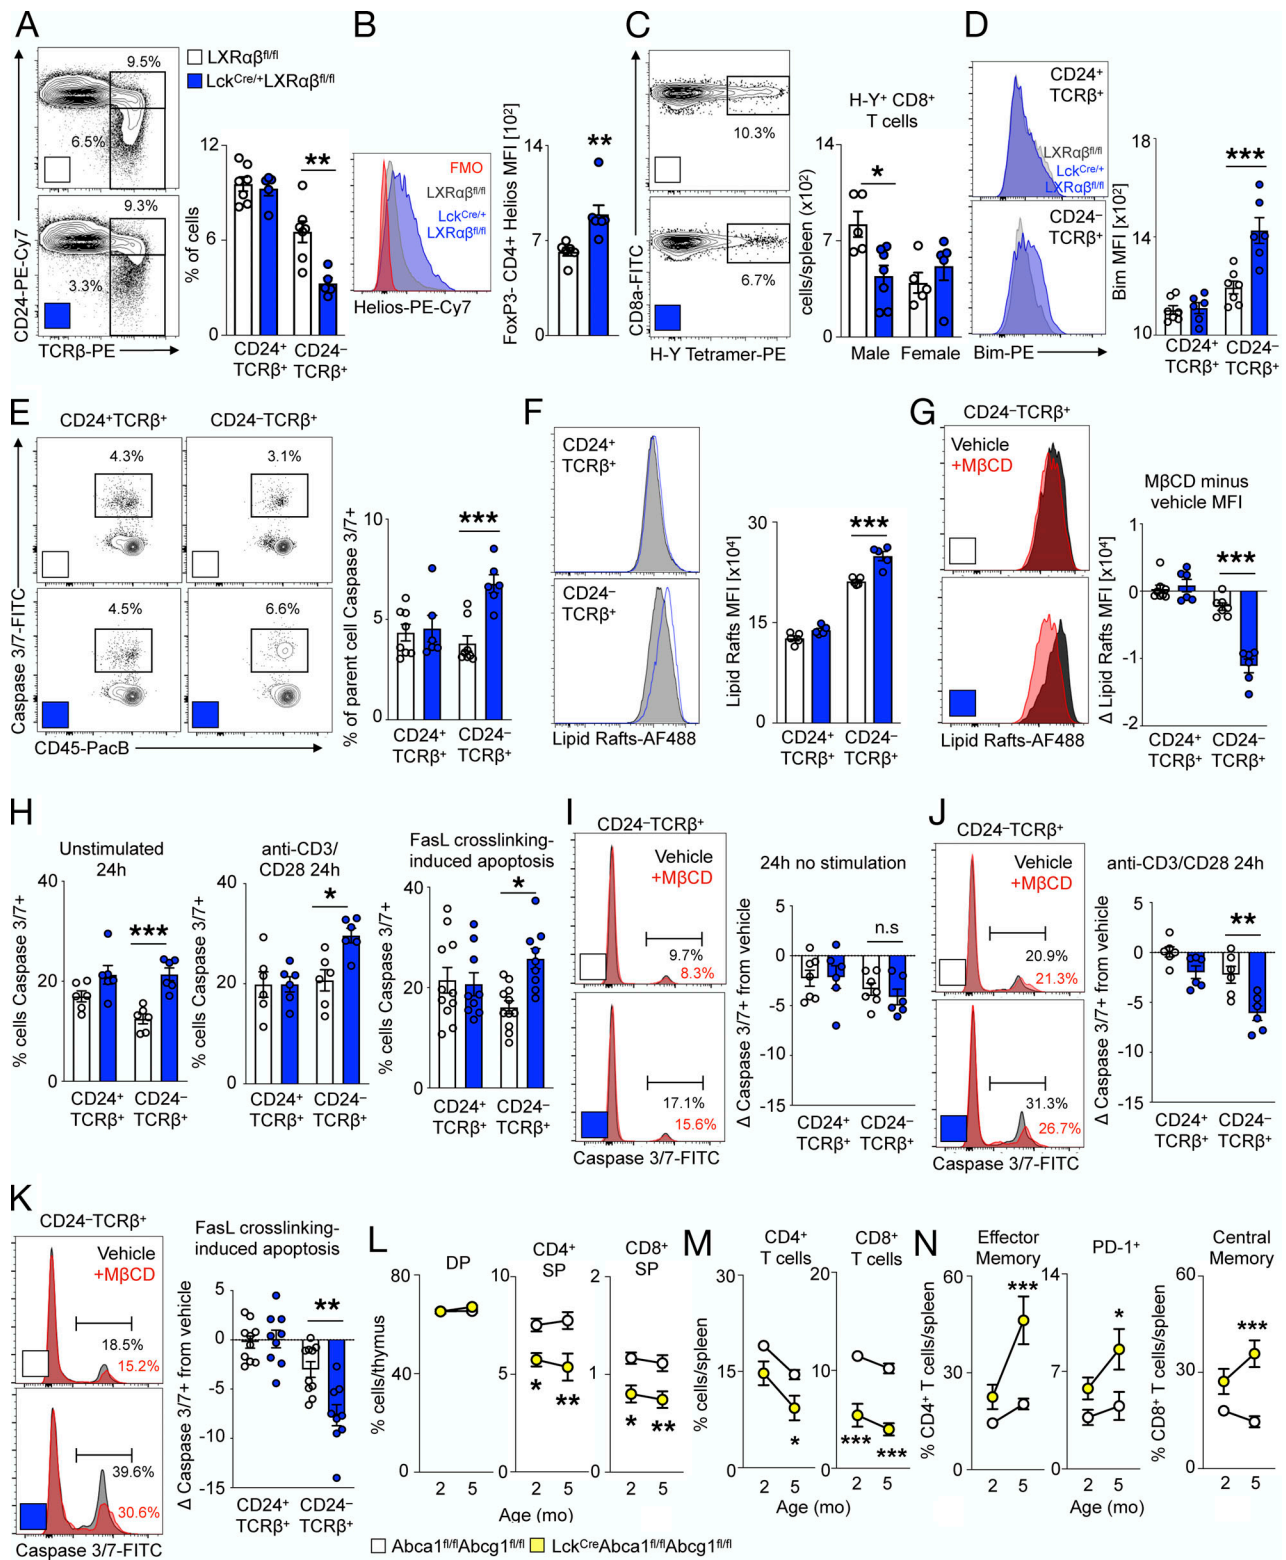 A
9.5%
6.5%
9.3%
3.3%
CD24-PE-Cy7
TCRβ-PE
LXRαβfl/fl
LckCre/+LXRαβfl/fl
% of cells
12
6
0
**
CD24+
TCRβ+
CD24–
TCRβ+
B
FMO
LXRαβfl/fl
LckCre/+
LXRαβfl/fl
Helios-PE-Cy7
FoxP3- CD4+ Helios MFI [10²]
14
7
0
**
C
10.3%
6.7%
CD8a-FITC
H-Y Tetramer-PE
H-Y+ CD8+
T cells
cells/spleen (x10²)
14
7
0
*
Male
Female
D
CD24+
TCRβ+
LXRαβfl/fl
LckCre/+
LXRαβfl/fl
CD24–
TCRβ+
Bim-PE
Bim MFI [x10²]
18
14
10
***
CD24+
TCRβ+
CD24–
TCRβ+
E
CD24+TCRβ+
CD24–TCRβ+
4.3%
3.1%
4.5%
6.6%
Caspase 3/7-FITC
CD45-PacB
% of parent cell Caspase 3/7+
10
5
0
***
CD24+
TCRβ+
CD24–
TCRβ+
F
CD24+
TCRβ+
CD24–
TCRβ+
Lipid Rafts-AF488
Lipid Rafts MFI [x10⁴]
30
15
0
***
CD24+
TCRβ+
CD24–
TCRβ+
G
CD24–TCRβ+
Vehicle
+MβCD
Lipid Rafts-AF488
MβCD minus
vehicle MFI
Δ Lipid Rafts MFI [x10⁴]
1
0
-1
-2
***
CD24+
TCRβ+
CD24–
TCRβ+
H
Unstimulated
24h
% cells Caspase 3/7+
40
20
0
***
CD24+
TCRβ+
CD24–
TCRβ+
anti-CD3/
CD28 24h
% cells Caspase 3/7+
40
20
0
*
CD24+
TCRβ+
CD24–
TCRβ+
FasL crosslinking-
induced apoptosis
% cells Caspase 3/7+
40
20
0
*
CD24+
TCRβ+
CD24–
TCRβ+
I
CD24–TCRβ+
Vehicle
+MβCD
9.7%
8.3%
17.1%
15.6%
Caspase 3/7-FITC
24h no stimulation
Δ Caspase 3/7+ from vehicle
5
0
-5
-10
-15
n.s
CD24+
TCRβ+
CD24–
TCRβ+
J
CD24–TCRβ+
Vehicle
+MβCD
20.9%
21.3%
31.3%
26.7%
Caspase 3/7-FITC
anti-CD3/CD28 24h
Δ Caspase 3/7+ from vehicle
5
0
-5
-10
-15
**
CD24+
TCRβ+
CD24–
TCRβ+
K
CD24–TCRβ+
Vehicle
+MβCD
18.5%
15.2%
39.6%
30.6%
Caspase 3/7-FITC
FasL crosslinking-
induced apoptosis
Δ Caspase 3/7+ from vehicle
5
0
-5
-10
-15
**
CD24+
TCRβ+
CD24–
TCRβ+
L
DP
% cells/thymus
80
40
0
2 5
CD4+
SP
10
5
0
* **
2 5
CD8+
SP
2
1
0
* **
2 5
Age (mo)
M
CD4+
T cells
% cells/spleen
30
15
0
*
2 5
CD8+
T cells
20
10
0
*** ***
2 5
Age (mo)
N
Effector
Memory
% CD4+ T cells/spleen
60
30
0
***
2 5
PD-1+
14
7
0
*
2 5
Age (mo)
Central
Memory
% CD8+ T cells/spleen
60
30
0
***
2 5
Abca1fl/flAbcg1fl/fl
LckCreAbca1fl/flAbcg1fl/fl